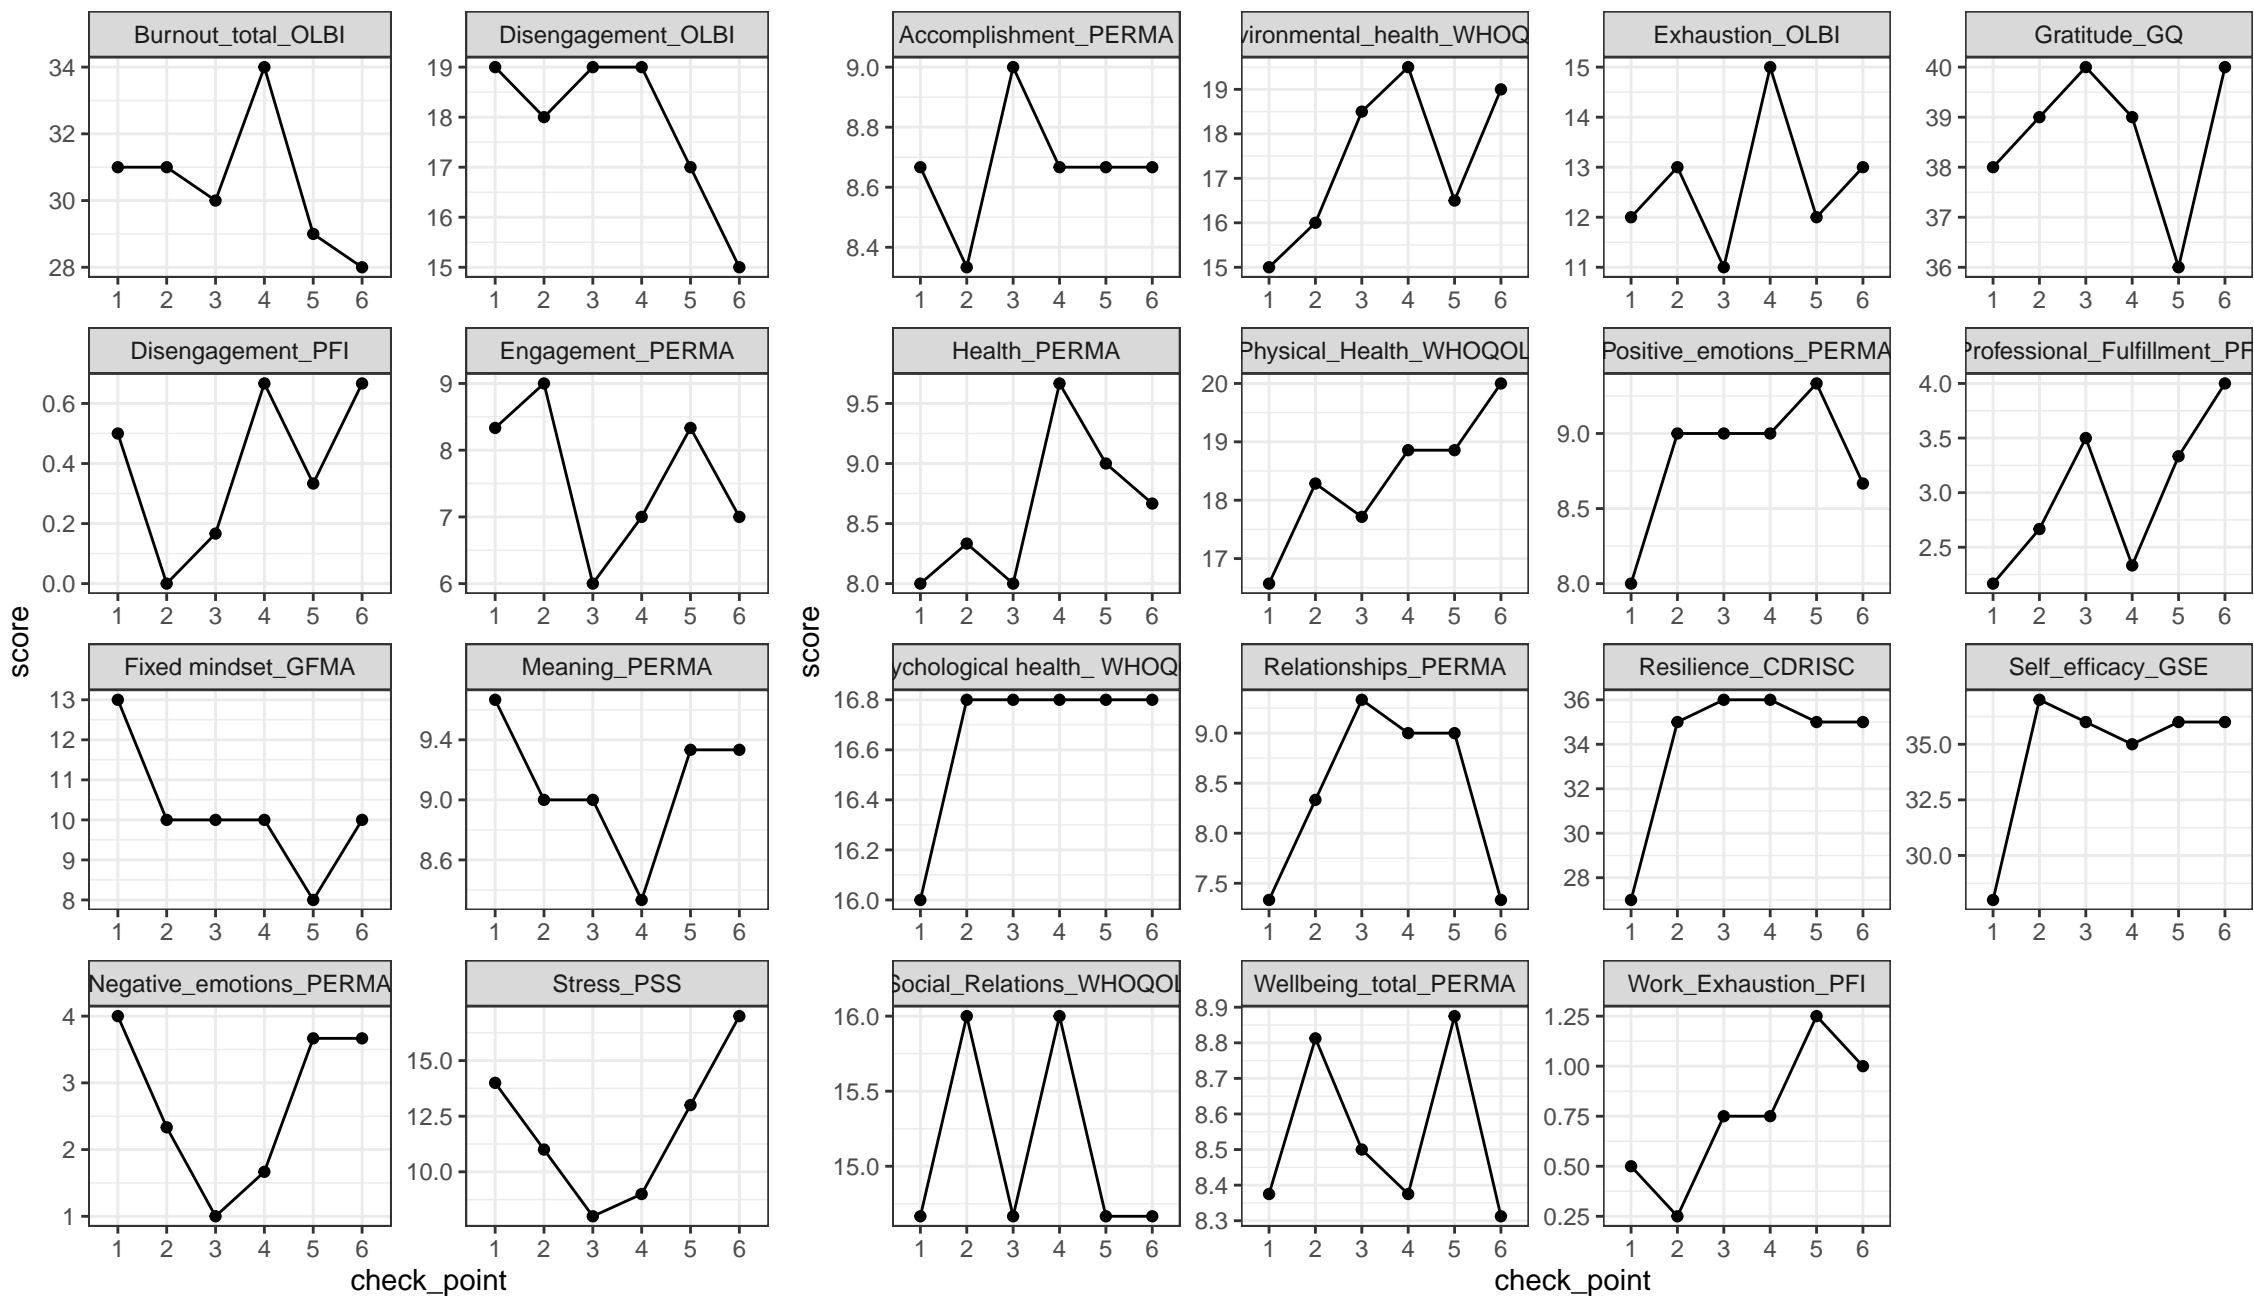 Burnout_total_OLBI
Disengagement_OLBI
Accomplishment_PERMA
vironmental_health_WHOQ
Exhaustion_OLBI
Gratitude_GQ
34
32
30
28
19
18
17
16
15
9.0
8.8
8.6
8.4
19
18
17
16
15
15
14
13
12
11
40
39
38
37
36
1 2 3 4 5 6
1 2 3 4 5 6
1 2 3 4 5 6
1 2 3 4 5 6
1 2 3 4 5 6
1 2 3 4 5 6
Disengagement_PFI
Engagement_PERMA
Health_PERMA
Physical_Health_WHOQOL
Positive_emotions_PERMA
Professional_Fulfillment_PF
0.6
0.4
0.2
0.0
9
8
7
6
9.5
9.0
8.5
8.0
20
19
18
17
9.0
8.5
8.0
4.0
3.5
3.0
2.5
1 2 3 4 5 6
1 2 3 4 5 6
1 2 3 4 5 6
1 2 3 4 5 6
1 2 3 4 5 6
1 2 3 4 5 6
score
score
Fixed mindset_GFMA
Meaning_PERMA
ychological health_ WHOQ
Relationships_PERMA
Resilience_CDRISC
Self_efficacy_GSE
13
12
11
10
9
8
9.4
9.0
8.6
16.8
16.6
16.4
16.2
16.0
9.0
8.5
8.0
7.5
36
34
32
30
28
35.0
32.5
30.0
1 2 3 4 5 6
1 2 3 4 5 6
1 2 3 4 5 6
1 2 3 4 5 6
1 2 3 4 5 6
1 2 3 4 5 6
Negative_emotions_PERMA
Stress_PSS
Social_Relations_WHOQOL
Wellbeing_total_PERMA
Work_Exhaustion_PFI
4
3
2
1
15.0
12.5
10.0
16.0
15.5
15.0
8.9
8.8
8.7
8.6
8.5
8.4
8.3
1.25
1.00
0.75
0.50
0.25
1 2 3 4 5 6
1 2 3 4 5 6
1 2 3 4 5 6
1 2 3 4 5 6
1 2 3 4 5 6
check_point
check_point